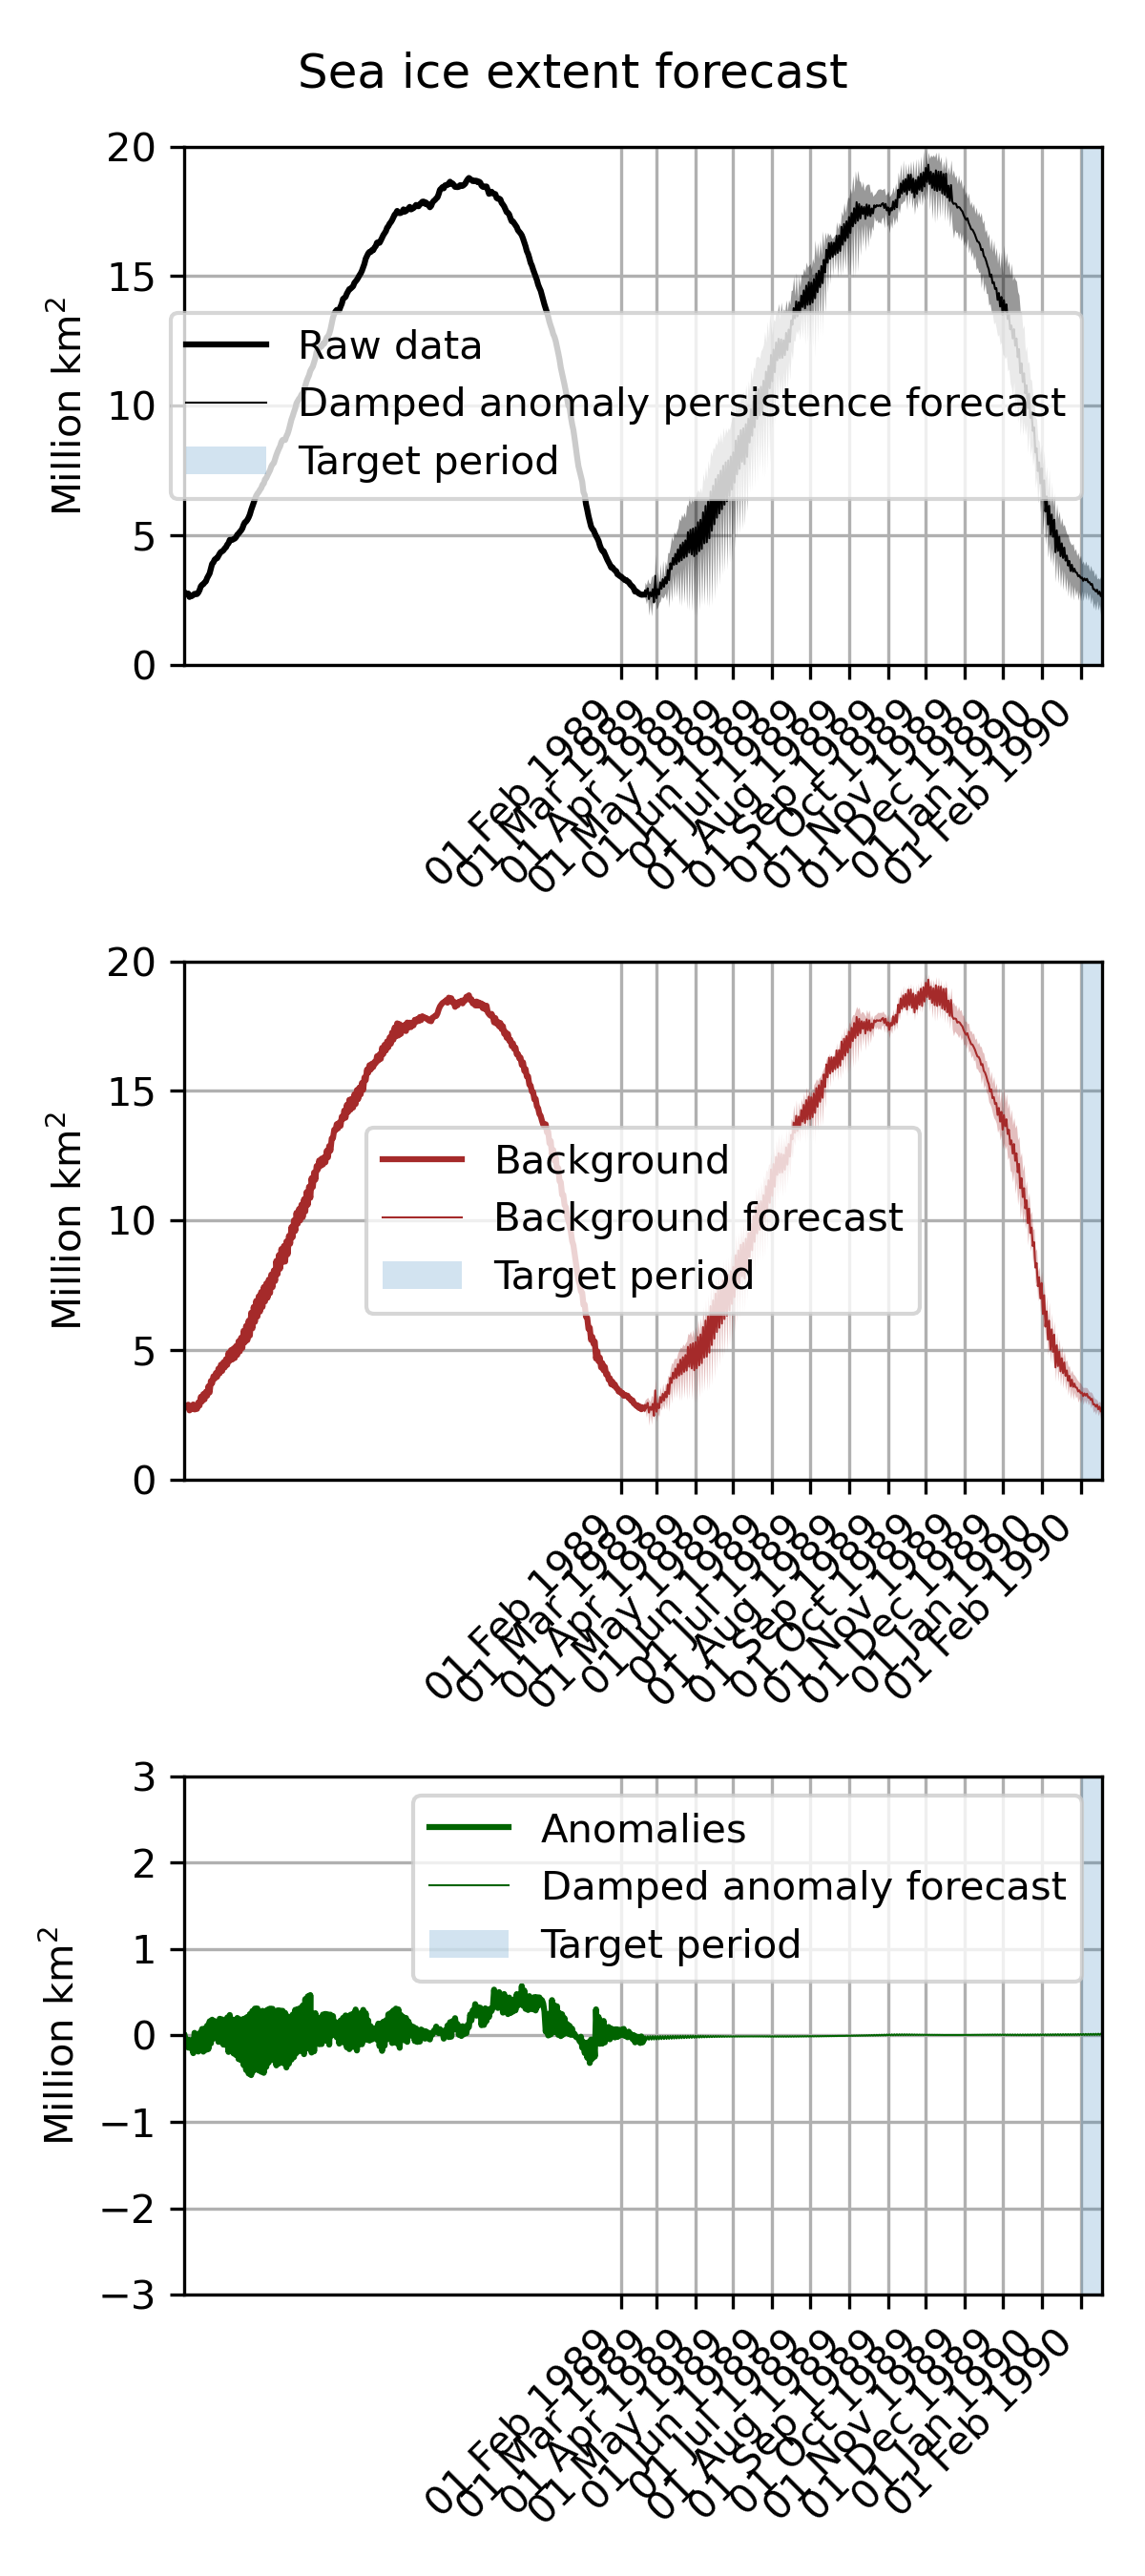 Sea ice extent forecast
20
15
10
5
0
Million km²
Raw data
Damped anomaly persistence forecast
Target period
01 Feb 1989
01 Mar 1989
01 Apr 1989
01 May 1989
01 Jun 1989
01 Jul 1989
01 Aug 1989
01 Sep 1989
01 Oct 1989
01 Nov 1989
01 Dec 1989
01 Jan 1990
01 Feb 1990
20
15
10
5
0
Million km²
Background
Background forecast
Target period
01 Feb 1989
01 Mar 1989
01 Apr 1989
01 May 1989
01 Jun 1989
01 Jul 1989
01 Aug 1989
01 Sep 1989
01 Oct 1989
01 Nov 1989
01 Dec 1989
01 Jan 1990
01 Feb 1990
3
2
1
0
−1
−2
−3
Million km²
Anomalies
Damped anomaly forecast
Target period
01 Feb 1989
01 Mar 1989
01 Apr 1989
01 May 1989
01 Jun 1989
01 Jul 1989
01 Aug 1989
01 Sep 1989
01 Oct 1989
01 Nov 1989
01 Dec 1989
01 Jan 1990
01 Feb 1990